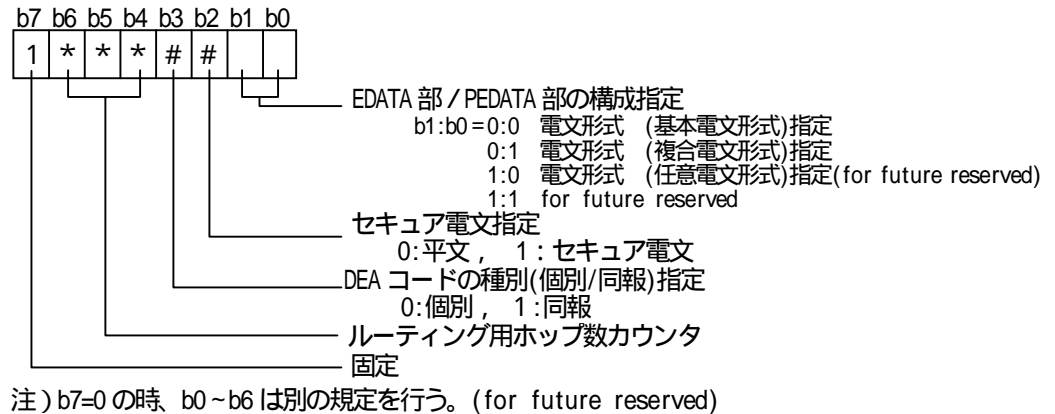 b7 b6 b5 b4 b3 b2 b1 b0
1 * * * # #
EDATA 部/PEDATA 部の構成指定
b1:b0=0:0 電文形式 (基本電文形式)指定
0:1 電文形式 (複合電文形式)指定
1:0 電文形式 (任意電文形式)指定(for future reserved)
1:1 for future reserved
セキュア電文指定
0:平文, 1:セキュア電文
DEA コードの種別(個別/同報)指定
0:個別, 1:同報
ルーティング用ホップ数カウンタ
固定
注)b7=0 の時、b0~b6 は別の規定を行う。(for future reserved)